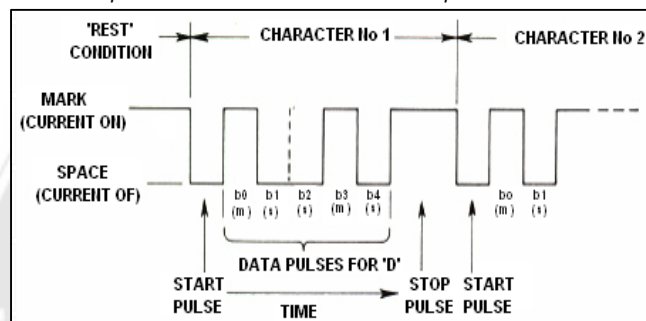 'REST' CONDITION
CHARACTER No 1
CHARACTER No 2
MARK
(CURRENT ON)
SPACE
(CURRENT OF)
b0 b1 b2 b3 b4 bo b1
(m) (s) (s) (m) (s) (m) (s)
DATA PULSES FOR 'D'
START PULSE
TIME
STOP PULSE
START PULSE